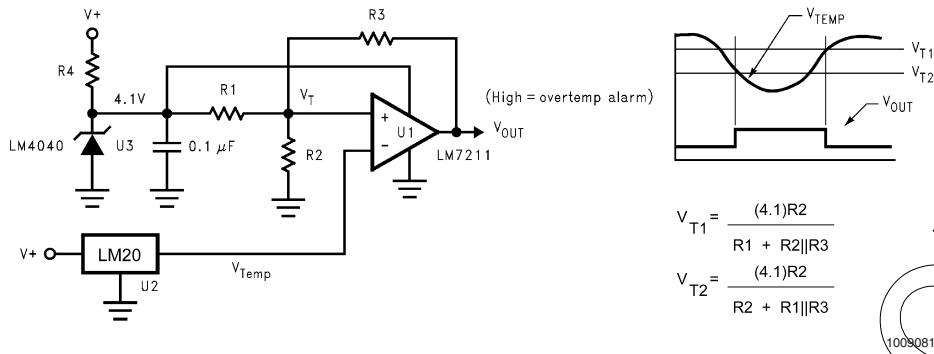 V+
R3
R4
4.1V
R1
V_T
(High = overtemp alarm)
LM4040
U3
0.1 μF
R2
+
−
U1
V_OUT
LM7211
V+
LM20
U2
V_Temp
V_TEMP
V_T1
V_T2
V_OUT
V_T1 = (4.1)R2
R1 + R2||R3
V_T2 = (4.1)R2
R2 + R1||R3
1009081